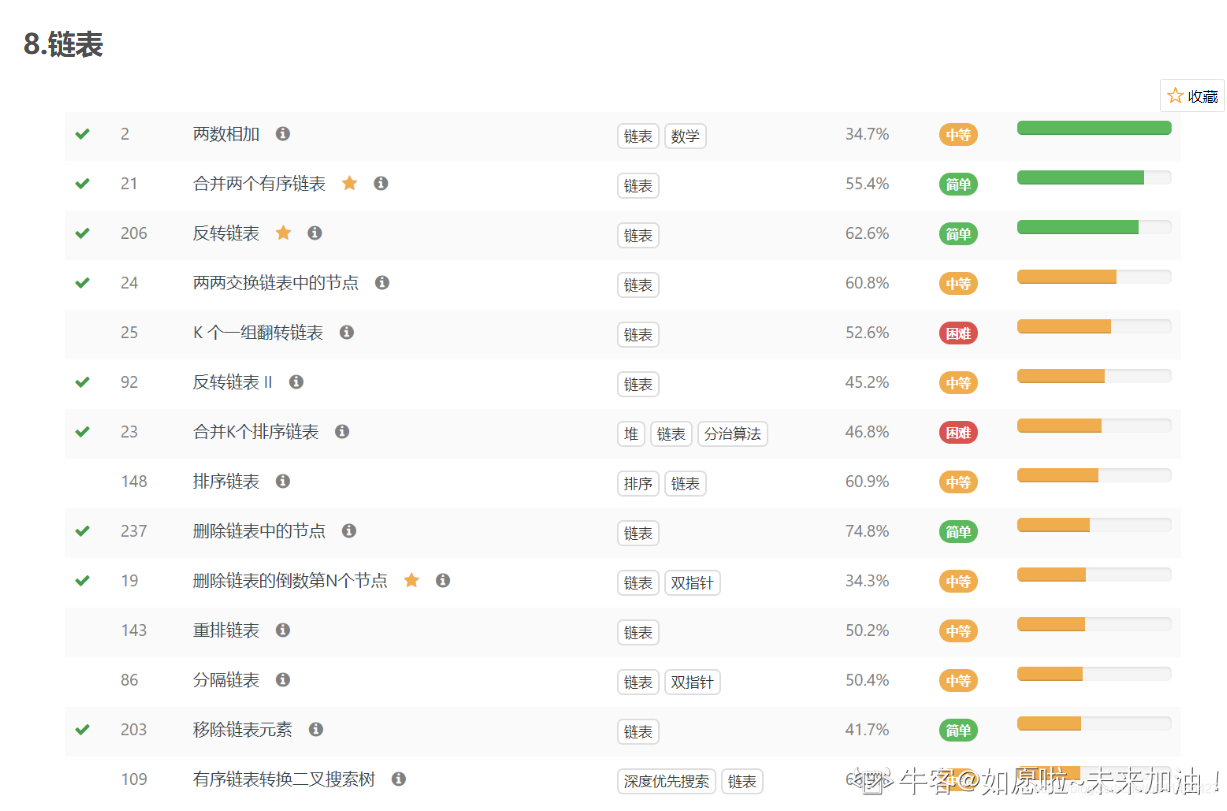 8.链表
收藏
2 两数相加 链表 数学 34.7% 中等
21 合并两个有序链表 链表 55.4% 简单
206 反转链表 链表 62.6% 简单
24 两两交换链表中的节点 链表 60.8% 中等
25 K 个一组翻转链表 链表 52.6% 困难
92 反转链表 II 链表 45.2% 中等
23 合并K个排序链表 堆 链表 分治算法 46.8% 困难
148 排序链表 排序 链表 60.9% 中等
237 删除链表中的节点 链表 74.8% 简单
19 删除链表的倒数第N个节点 链表 双指针 34.3% 中等
143 重排链表 链表 50.2% 中等
86 分隔链表 链表 双指针 50.4% 中等
203 移除链表元素 链表 41.7% 简单
109 有序链表转换二叉搜索树 深度优先搜索 链表
牛客@如愿啦~未来加油!